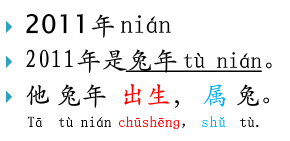 2011年 nián
2011年是兔年 tù nián。
他 兔年 出生， 属 兔。
Tā tù nián chūshēng， shǔ tù.